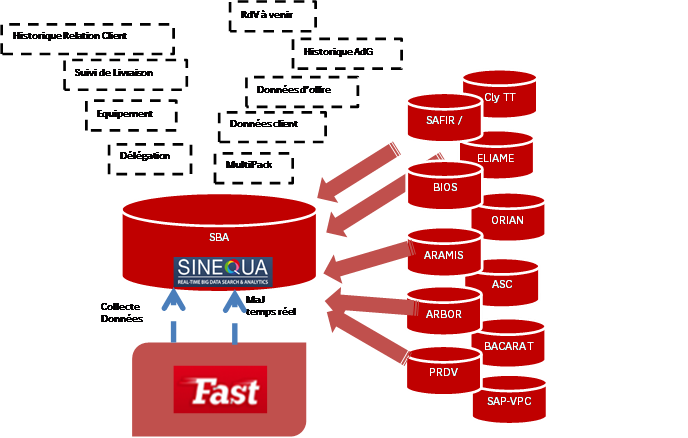 RdV à venir
Historique Relation Client
Historique AdG
Suivi de Livraison
Données d'offre
Equipement
Données client
Délégation
MultiPack
Cly TT
SAFIR /
ELIAME
BIOS
ORIAN
ARAMIS
ASC
ARBOR
BACARAT
PRDV
SAP-VPC
SBA
SINEQUA
REAL-TIME BIG DATA SEARCH & ANALYTICS
Collecte
Données
MaJ
temps réel
Fast